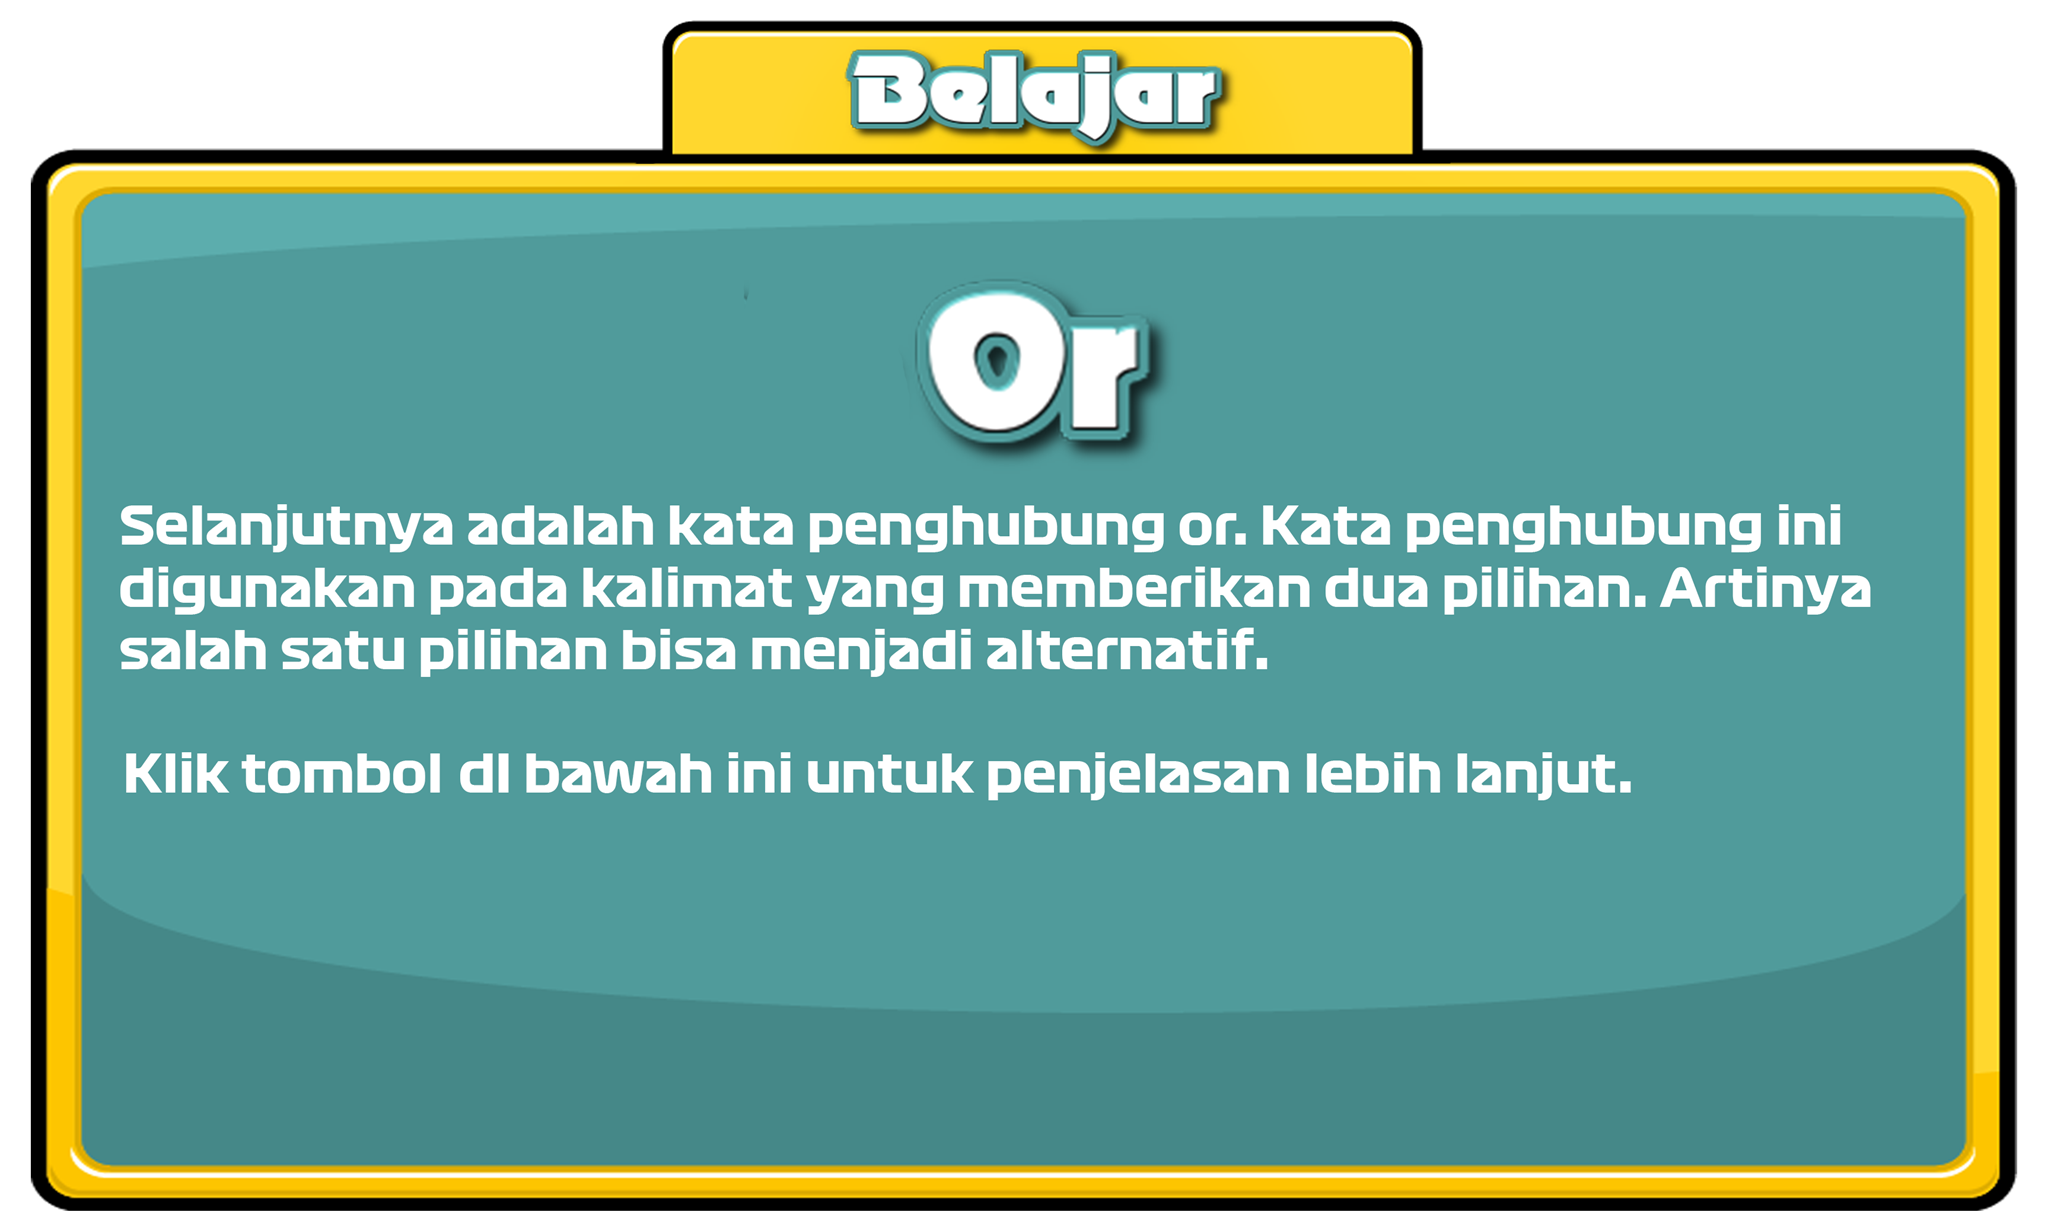 Belajar
Or
Selanjutnya adalah kata penghubung or. Kata penghubung ini
digunakan pada kalimat yang memberikan dua pilihan. Artinya
salah satu pilihan bisa menjadi alternatif.
Klik tombol dI bawah ini untuk penjelasan lebih lanjut.